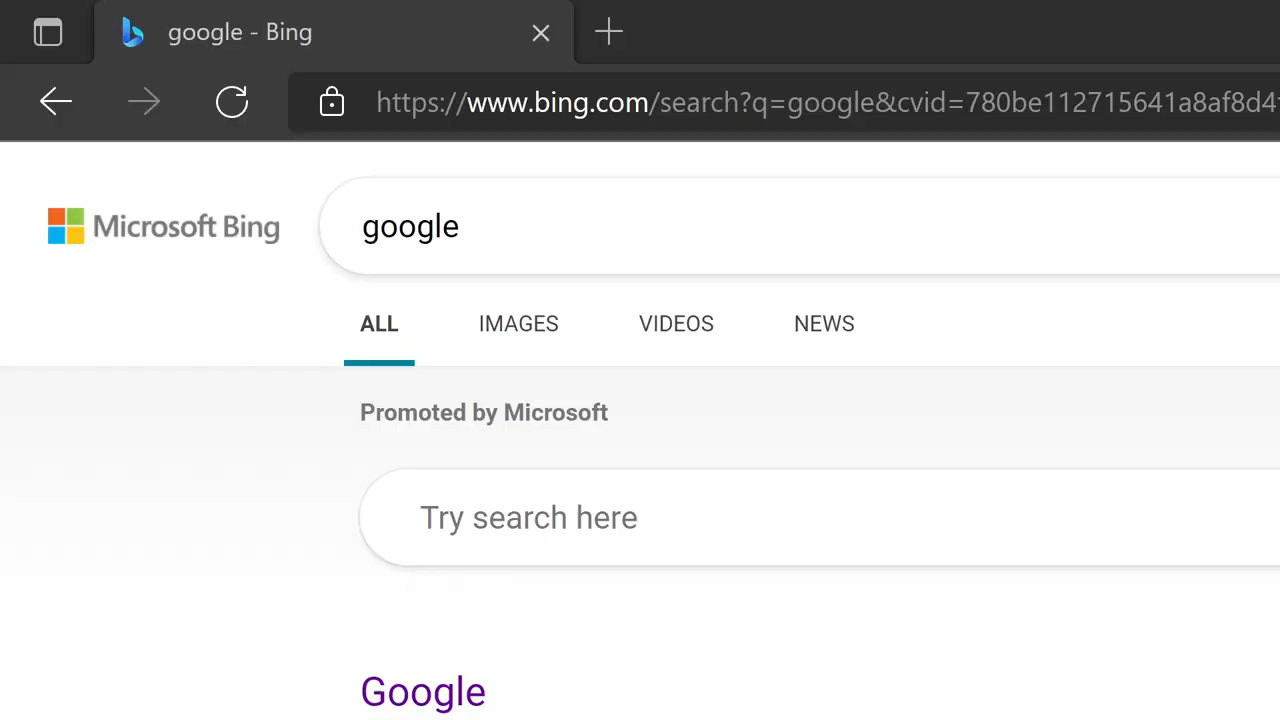 google - Bing
https://www.bing.com/search?q=google&cvid=780be112715641a8af8d4
Microsoft Bing
google
ALL IMAGES VIDEOS NEWS
Promoted by Microsoft
Try search here
Google